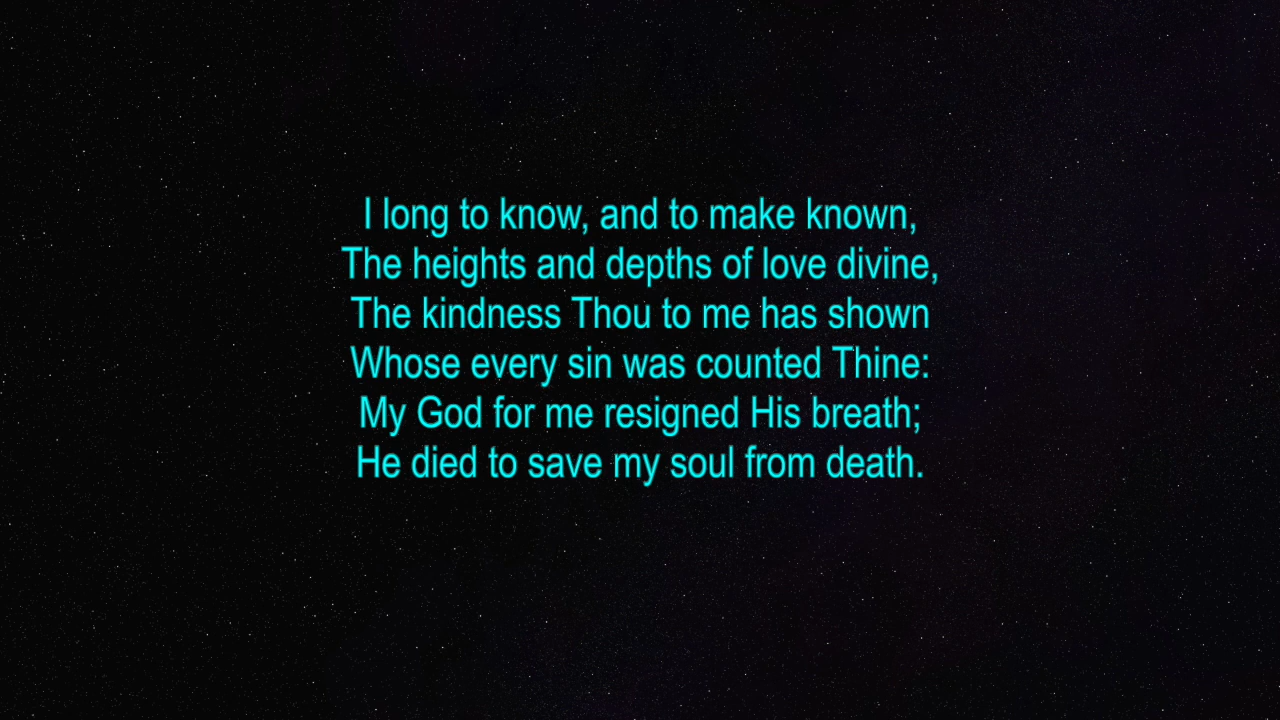 I long to know, and to make known,
The heights and depths of love divine,
The kindness Thou to me has shown
Whose every sin was counted Thine:
My God for me resigned His breath;
He died to save my soul from death.